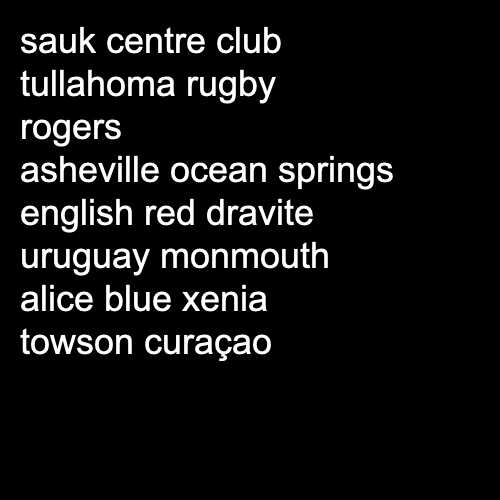 sauk centre club
tullahoma rugby
rogers
asheville ocean springs
english red dravite
uruguay monmouth
alice blue xenia
towson curaçao